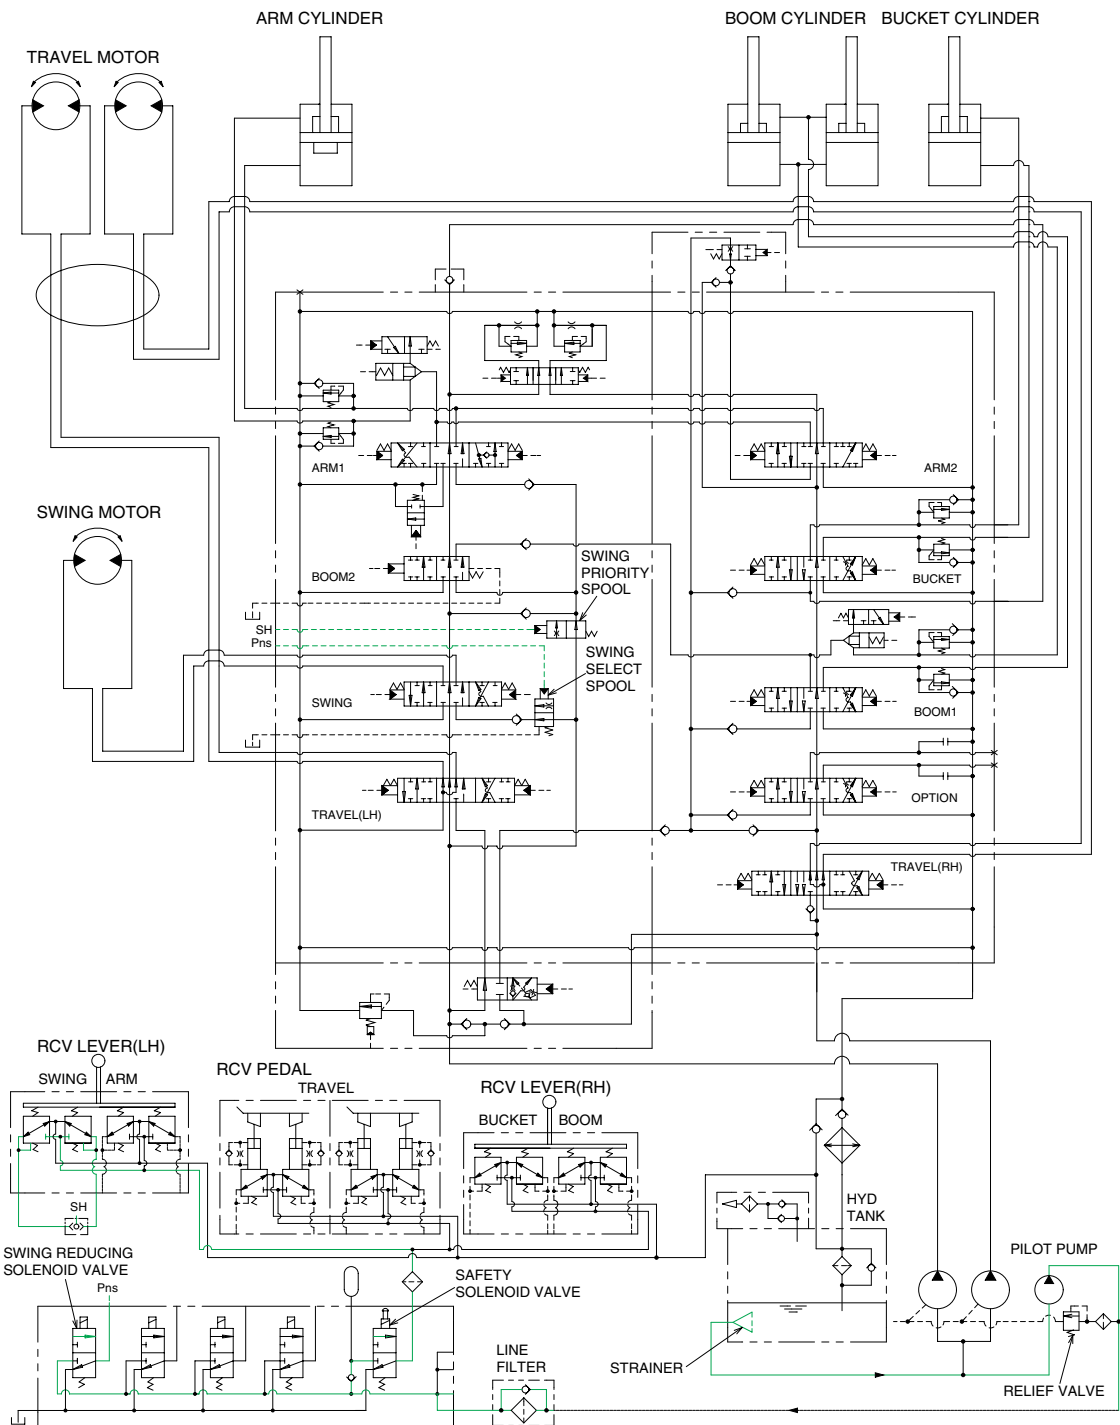 ARM CYLINDER
BOOM CYLINDER
BUCKET CYLINDER
TRAVEL MOTOR
ARM1
ARM2
SWING MOTOR
BOOM2
SWING
PRIORITY
SPOOL
BUCKET
SH
Pns
SWING
SELECT
SPOOL
SWING
BOOM1
TRAVEL(LH)
OPTION
TRAVEL(RH)
RCV LEVER(LH)
SWING
ARM
RCV PEDAL
TRAVEL
RCV LEVER(RH)
BUCKET
BOOM
SH
HYD
TANK
SWING REDUCING
SOLENOID VALVE
Pns
SAFETY
SOLENOID VALVE
PILOT PUMP
LINE
FILTER
STRAINER
RELIEF VALVE